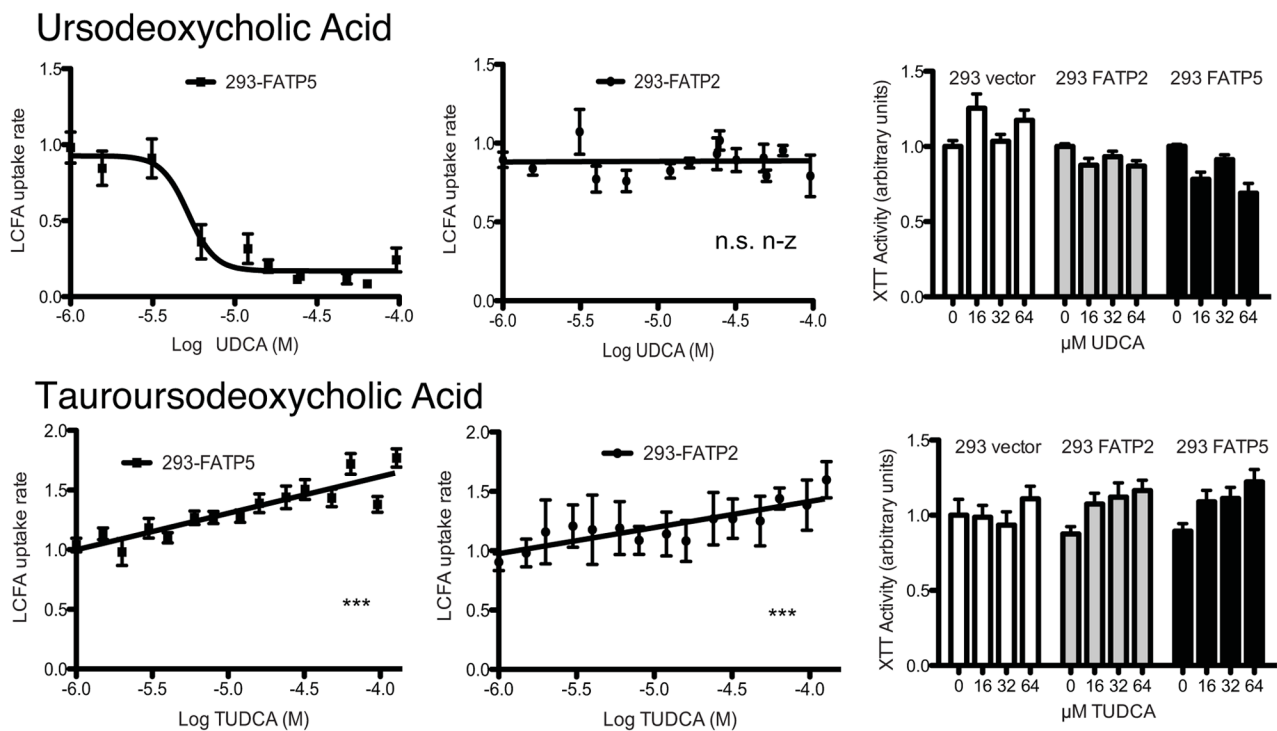 Ursodeoxycholic Acid
LCFA uptake rate
1.5
1.0
0.5
0.0
293-FATP5
-6.0 -5.5 -5.0 -4.5 -4.0
Log UDCA (M)
LCFA uptake rate
1.5
1.0
0.5
0.0
293-FATP2
n.s. n-z
-6.0 -5.5 -5.0 -4.5 -4.0
Log UDCA (M)
XTT Activity (arbitrary units)
1.5
1.0
0.5
0.0
293 vector 293 FATP2 293 FATP5
0 16 32 64 0 16 32 64 0 16 32 64
µM UDCA
Tauroursodeoxycholic Acid
LCFA uptake rate
2.0
1.5
1.0
0.5
0.0
293-FATP5
***
-6.0 -5.5 -5.0 -4.5 -4.0
Log TUDCA (M)
LCFA uptake rate
2.0
1.5
1.0
0.5
0.0
293-FATP2
***
-6.0 -5.5 -5.0 -4.5 -4.0
Log TUDCA (M)
XTT Activity (arbitrary units)
1.5
1.0
0.5
0.0
293 vector 293 FATP2 293 FATP5
0 16 32 64 0 16 32 64 0 16 32 64
µM TUDCA